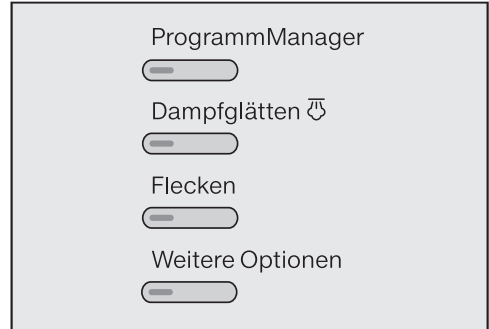 ProgrammManager
Dampfglätten
Flecken
Weitere Optionen